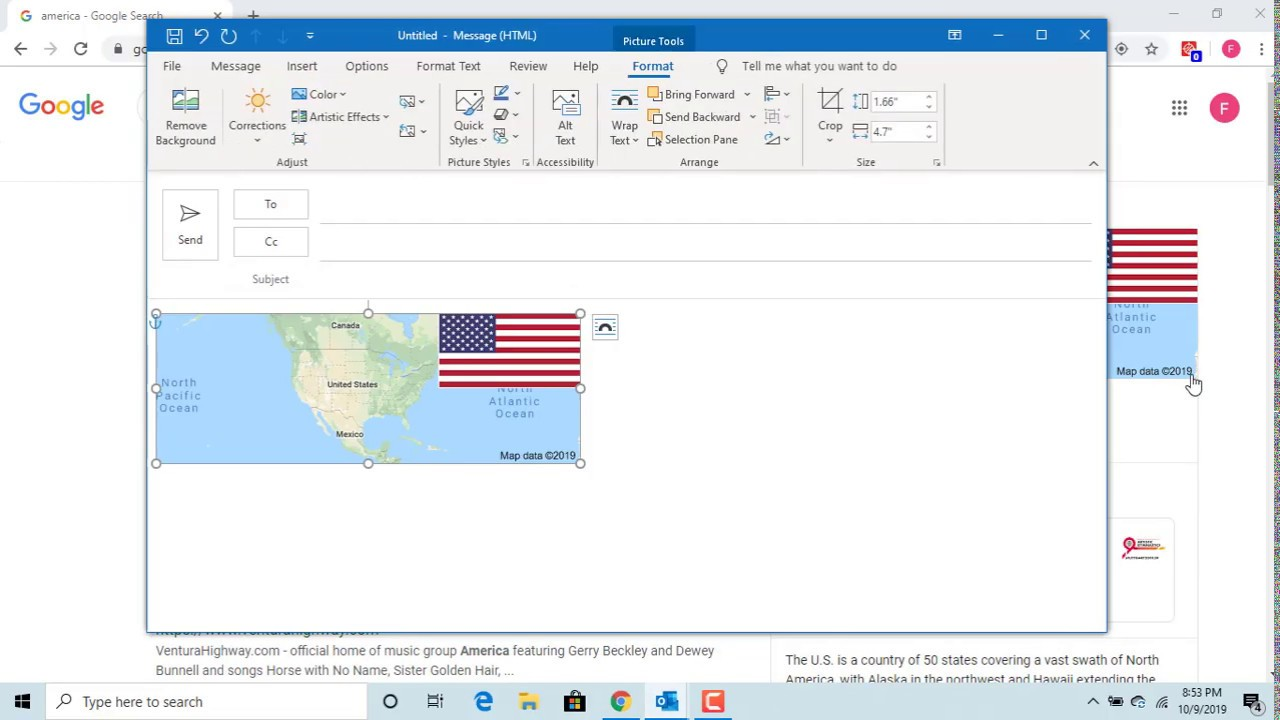 america - Google Search
go
Untitled - Message (HTML)
Picture Tools
File
Message
Insert
Options
Format Text
Review
Help
Format
Tell me what you want to do
Remove
Background
Corrections
Color
Artistic Effects
Adjust
Quick
Styles
Picture Styles
Alt
Text
Accessibility
Wrap
Text
Bring Forward
Send Backward
Selection Pane
Arrange
Crop
1.66"
4.7"
Size
0
F
Google
F
Send
To
Cc
Subject
Canada
North
Pacific
Ocean
United States
Mexico
North
Atlantic
Ocean
Map data ©2019
North
Atlantic
Ocean
Map data ©2019
VenturaHighway.com - official home of music group America featuring Gerry Beckley and Dewey
Bunnell and songs Horse with No Name, Sister Golden Hair, ...
The U.S. is a country of 50 states covering a vast swath of North
America, with Alaska in the northwest and Hawaii extending the
Type here to search
8:53 PM
10/9/2019
4